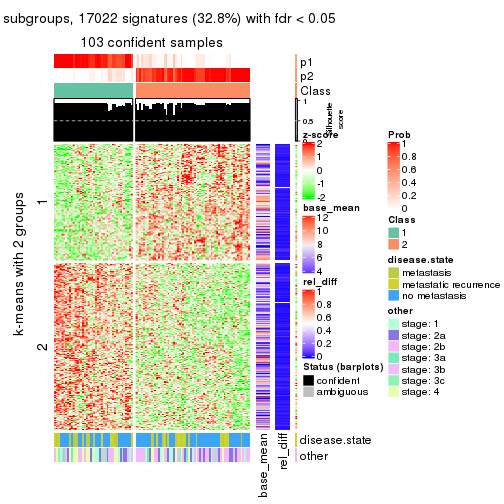 subgroups, 17022 signatures (32.8%) with fdr < 0.05
103 confident samples
p1
p2
Class
1
0.5
0
Silhouette
score
k-means with 2 groups
1
2
z-score
2
1
0
-1
-2
base_mean
12
10
8
6
4
rel_diff
1
0.8
0.6
0.4
0.2
0
Status (barplots)
confident
ambiguous
Prob
1
0.8
0.6
0.4
0.2
0
Class
1
2
disease.state
metastasis
metastatic recurrence
no metastasis
other
stage: 1
stage: 2a
stage: 2b
stage: 3a
stage: 3b
stage: 3c
stage: 4
disease.state
other
base_mean
rel_diff